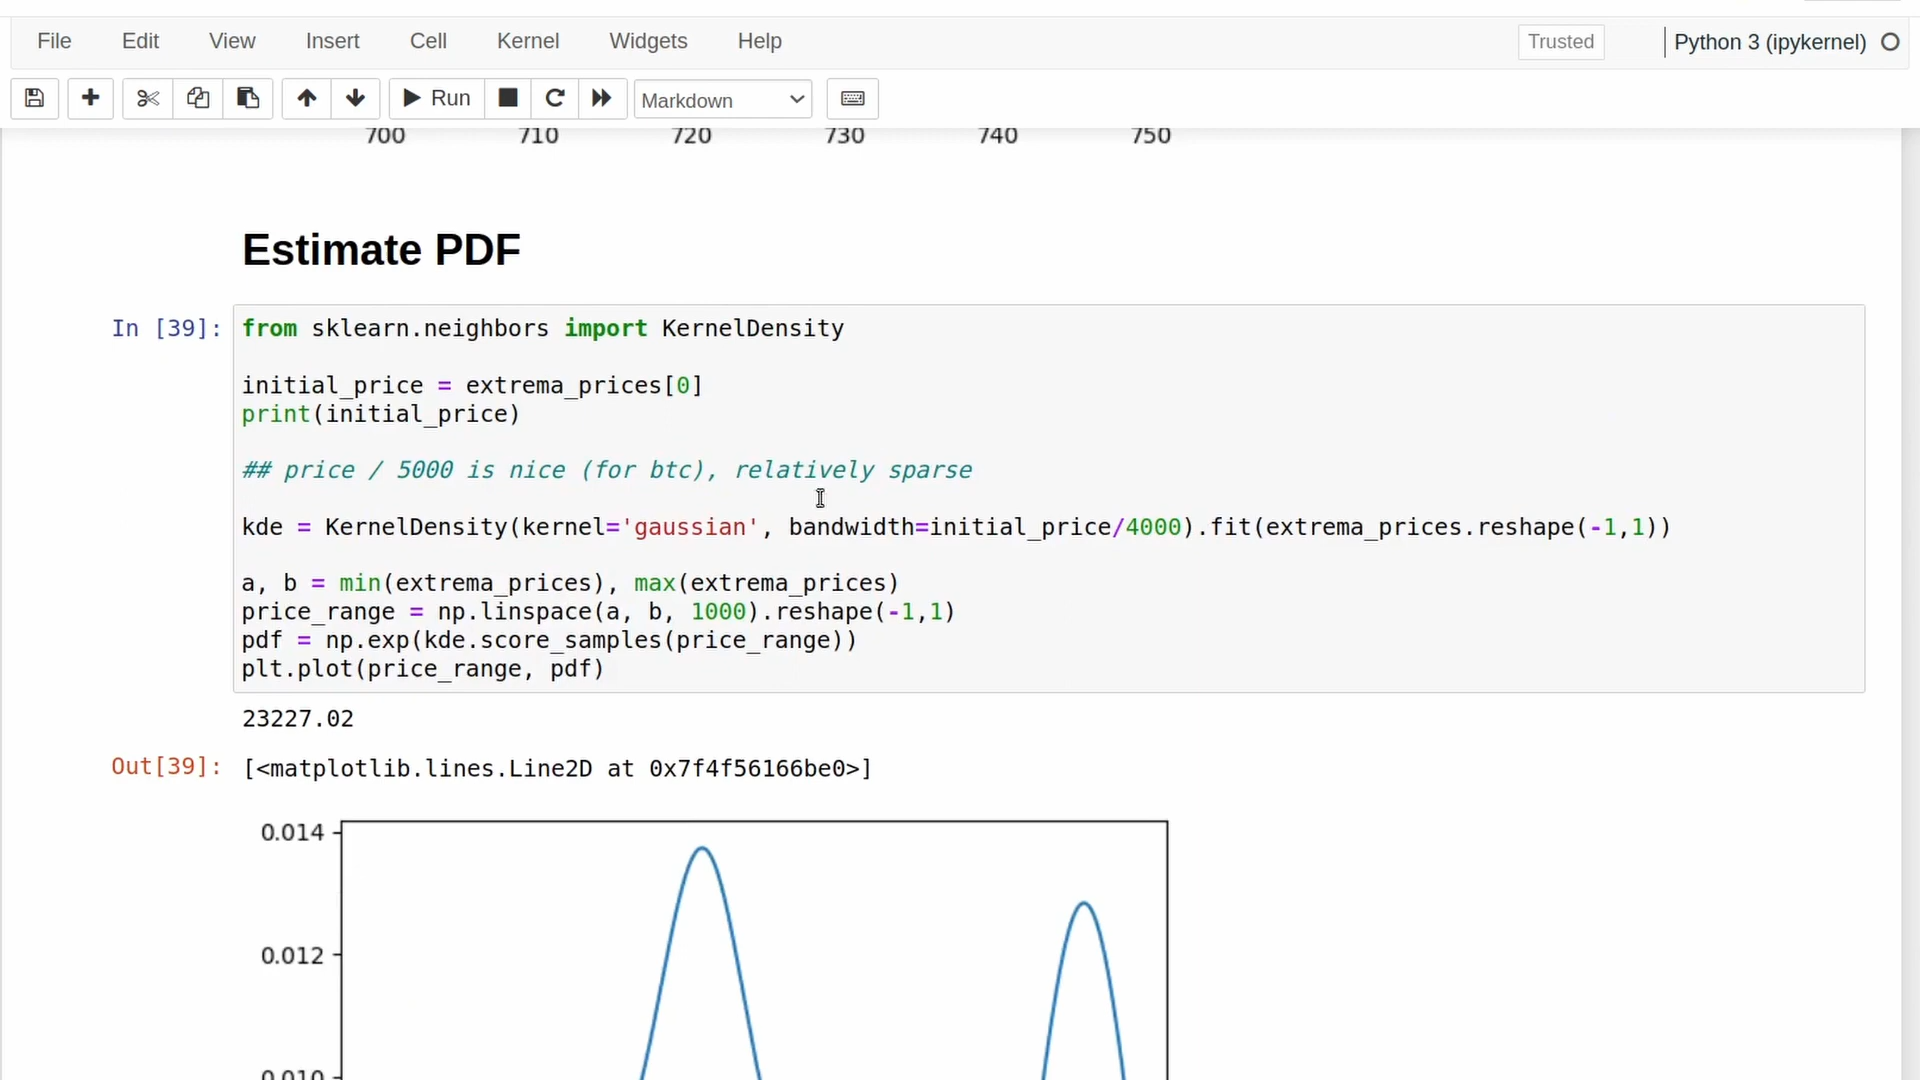 File Edit View Insert Cell Kernel Widgets Help Trusted Python 3 (ipykernel)
Run Markdown
700 710 720 730 740 750
Estimate PDF
In [39]: from sklearn.neighbors import KernelDensity
initial_price = extrema_prices[0]
print(initial_price)
## price / 5000 is nice (for btc), relatively sparse
kde = KernelDensity(kernel='gaussian', bandwidth=initial_price/4000).fit(extrema_prices.reshape(-1,1))
a, b = min(extrema_prices), max(extrema_prices)
price_range = np.linspace(a, b, 1000).reshape(-1,1)
pdf = np.exp(kde.score_samples(price_range))
plt.plot(price_range, pdf)
23227.02
Out[39]: [<matplotlib.lines.Line2D at 0x7f4f56166be0>]
0.014
0.012
0.010